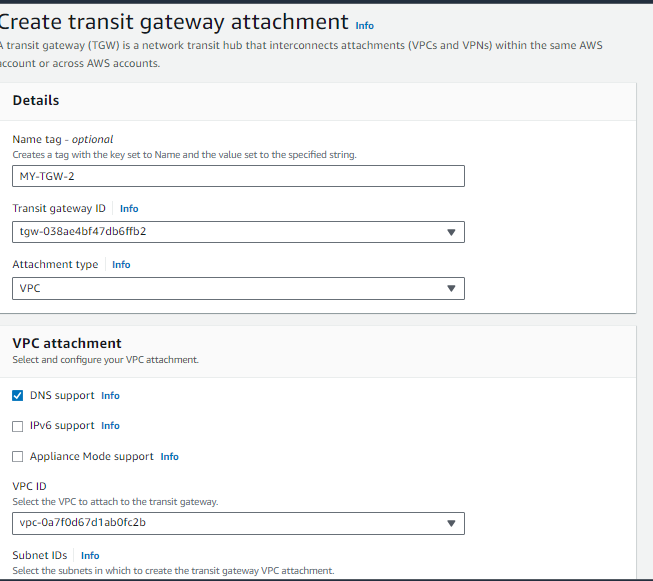 Create transit gateway attachment Info
A transit gateway (TGW) is a network transit hub that interconnects attachments (VPCs and VPNs) within the same AWS
account or across AWS accounts.
Details
Name tag - optional
Creates a tag with the key set to Name and the value set to the specified string.
MY-TGW-2
Transit gateway ID Info
tgw-038ae4bf47db6ffb2
Attachment type Info
VPC
VPC attachment
Select and configure your VPC attachment.
DNS support Info
IPv6 support Info
Appliance Mode support Info
VPC ID
Select the VPC to attach to the transit gateway.
vpc-0a7f0d67d1ab0fc2b
Subnet IDs Info
Select the subnets in which to create the transit gateway VPC attachment.